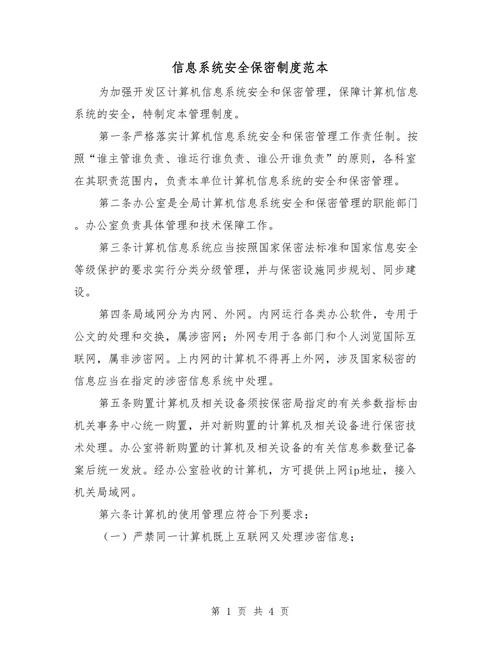 信息系统安全保密制度范本
为加强开发区计算机信息系统安全和保密管理，保障计算机信息
系统的安全，特制定本管理制度。
第一条严格落实计算机信息系统安全和保密管理工作责任制。按
照“谁主管谁负责、谁运行谁负责、谁公开谁负责”的原则，各科室
在其职责范围内，负责本单位计算机信息系统的安全和保密管理。
第二条办公室是全局计算机信息系统安全和保密管理的职能部门
。办公室负责具体管理和技术保障工作。
第三条计算机信息系统应当按照国家保密法标准和国家信息安全
等级保护的要求实行分类分级管理，并与保密设施同步规划、同步建
设。
第四条局域网分为内网、外网。内网运行各类办公软件，专用于
公文的处理和交换，属涉密网；外网专用于各部门和个人浏览国际互
联网，属非涉密网。上内网的计算机不得再上外网，涉及国家秘密的
信息应当在指定的涉密信息系统中处理。
第五条购置计算机及相关设备须按保密局指定的有关参数指标由
机关事务中心统一购置，并对新购置的计算机及相关设备进行保密技
术处理。办公室将新购置的计算机及相关设备的有关信息参数登记备
案后统一发放。经办公室验收的计算机，方可提供上网ip地址，接入
机关局域网。
第六条计算机的使用管理应符合下列要求：
（一）严禁同一计算机既上互联网又处理涉密信息；
第 1 页 共 4 页